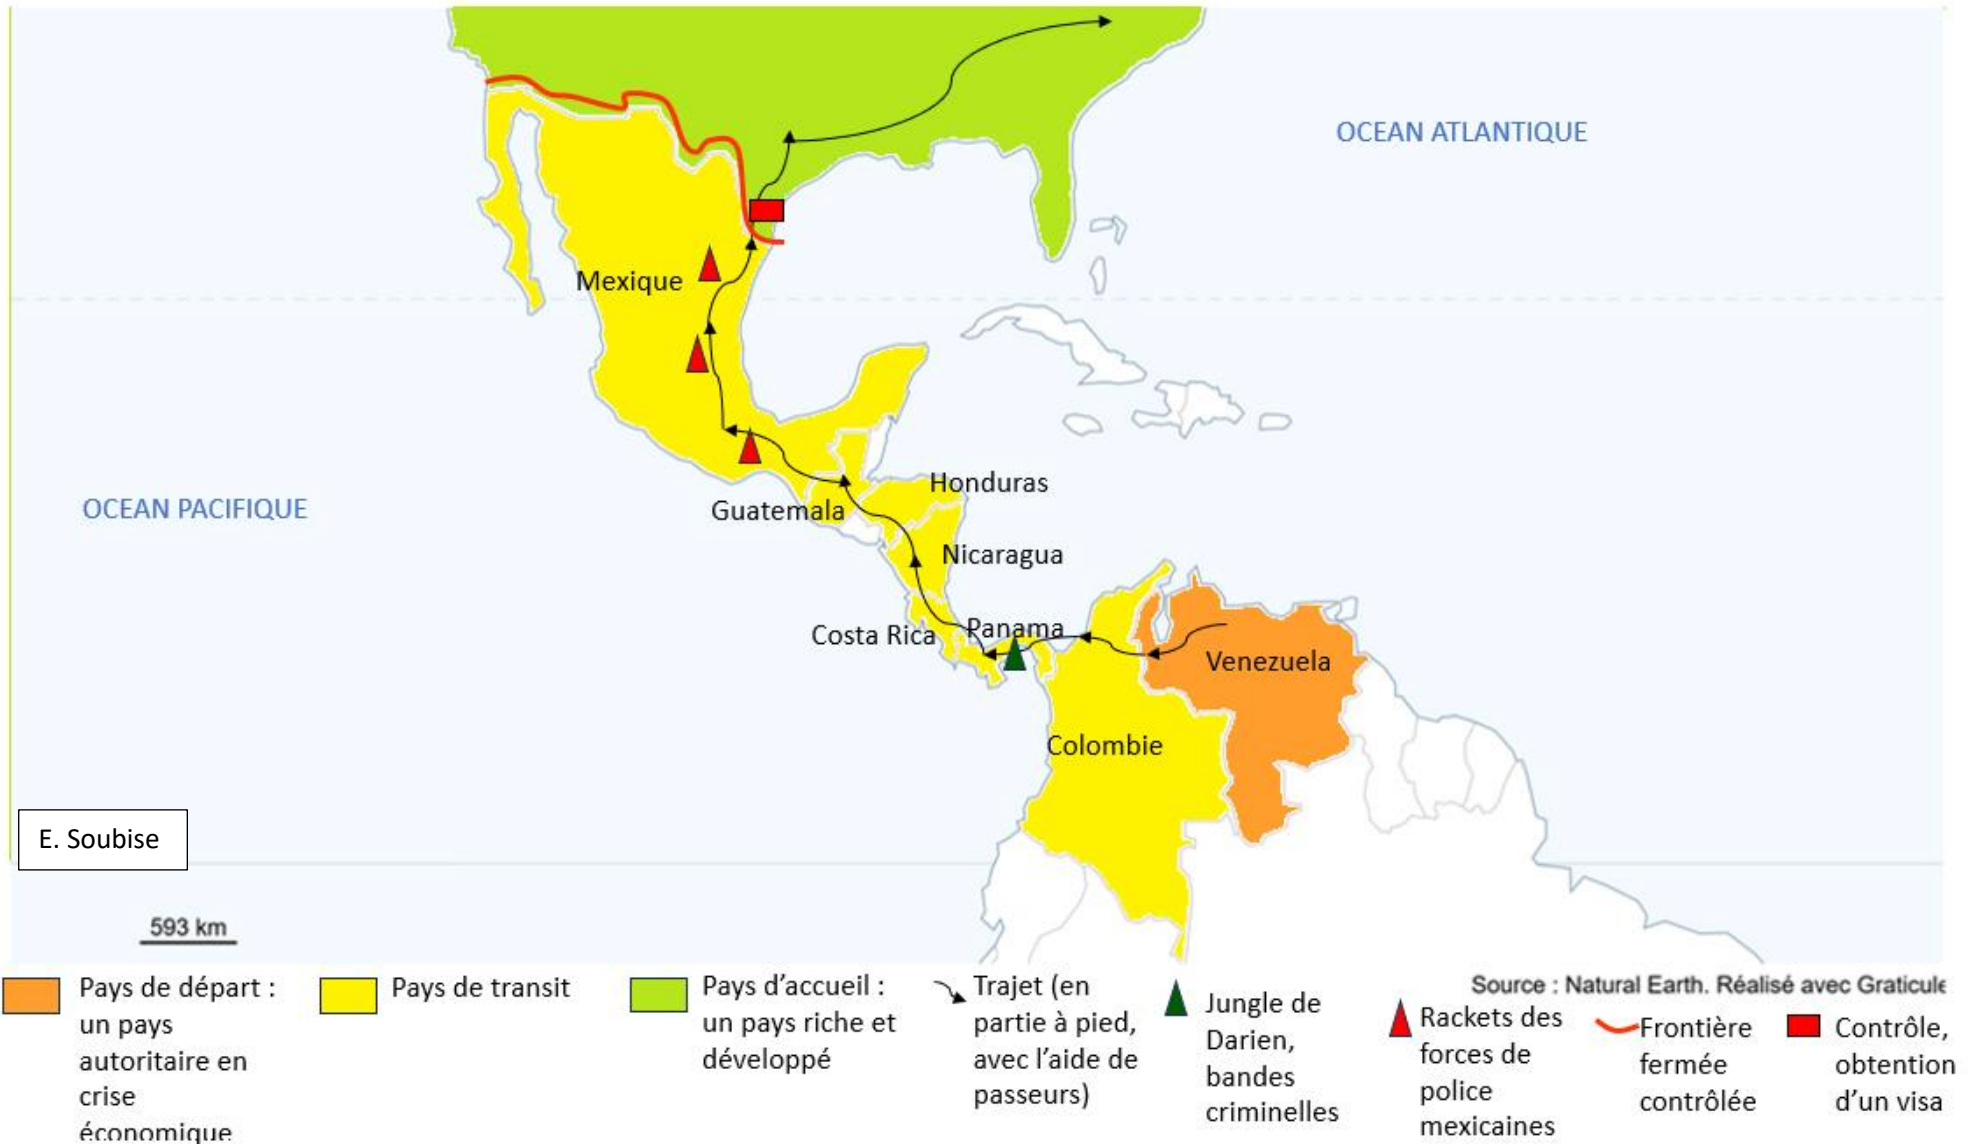 OCEAN ATLANTIQUE
Mexique
Honduras
OCEAN PACIFIQUE
Guatemala
Nicaragua
Costa Rica
Panama
Venezuela
Colombie
E. Soubise
593 km
Source : Natural Earth. Réalisé avec Graticule
Pays de départ :
un pays
autoritaire en
crise
économique
Pays de transit
Pays d’accueil :
un pays riche et
développé
Trajet (en
partie à pied,
avec l’aide de
passeurs)
Jungle de
Darien,
bandes
criminelles
Rackets des
forces de
police
mexicaines
Frontière
fermée
contrôlée
Contrôle,
obtention
d’un visa